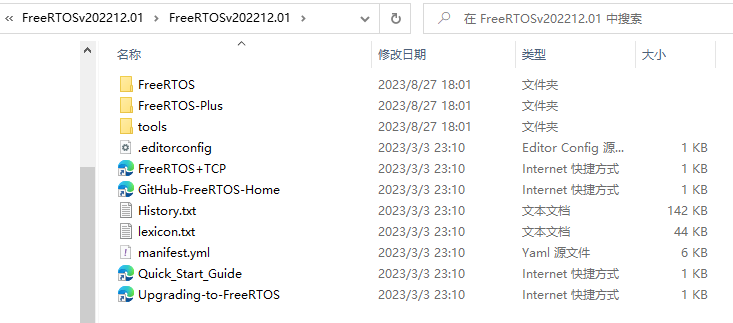 « FreeRTOSv202212.01 › FreeRTOSv202212.01 › 在 FreeRTOSv202212.01 中搜索
名称 修改日期 类型 大小
FreeRTOS 2023/8/27 18:01 文件夹
FreeRTOS-Plus 2023/8/27 18:01 文件夹
tools 2023/8/27 18:01 文件夹
.editorconfig 2023/3/3 23:10 Editor Config 源... 1 KB
FreeRTOS+TCP 2023/3/3 23:10 Internet 快捷方式 1 KB
GitHub-FreeRTOS-Home 2023/3/3 23:10 Internet 快捷方式 1 KB
History.txt 2023/3/3 23:10 文本文档 142 KB
lexicon.txt 2023/3/3 23:10 文本文档 44 KB
manifest.yml 2023/3/3 23:10 Yaml 源文件 6 KB
Quick_Start_Guide 2023/3/3 23:10 Internet 快捷方式 1 KB
Upgrading-to-FreeRTOS 2023/3/3 23:10 Internet 快捷方式 1 KB